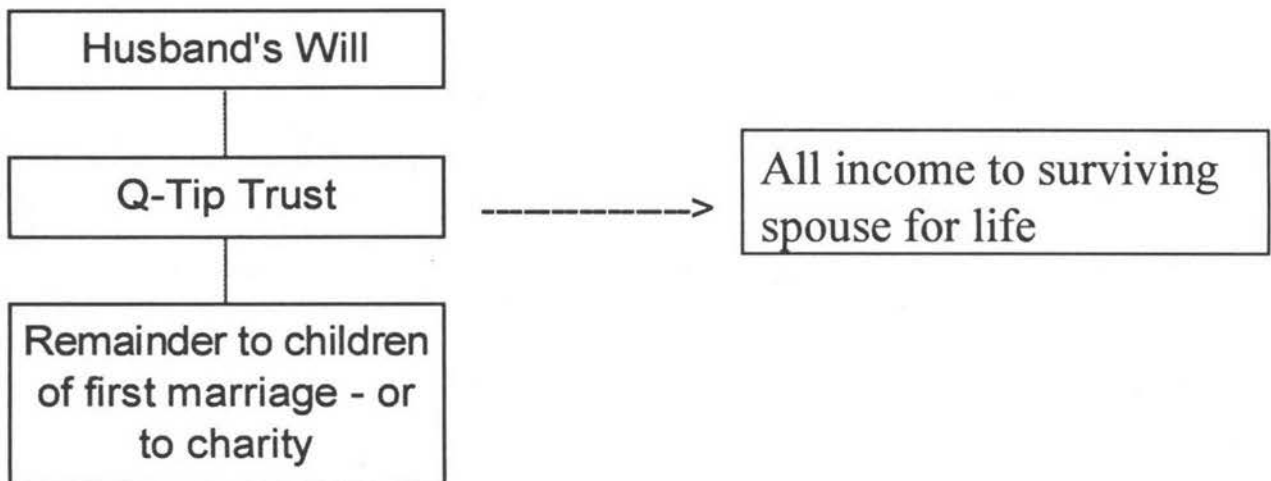 Husband's Will
Q-Tip Trust
------------->
All income to surviving
spouse for life
Remainder to children
of first marriage - or
to charity